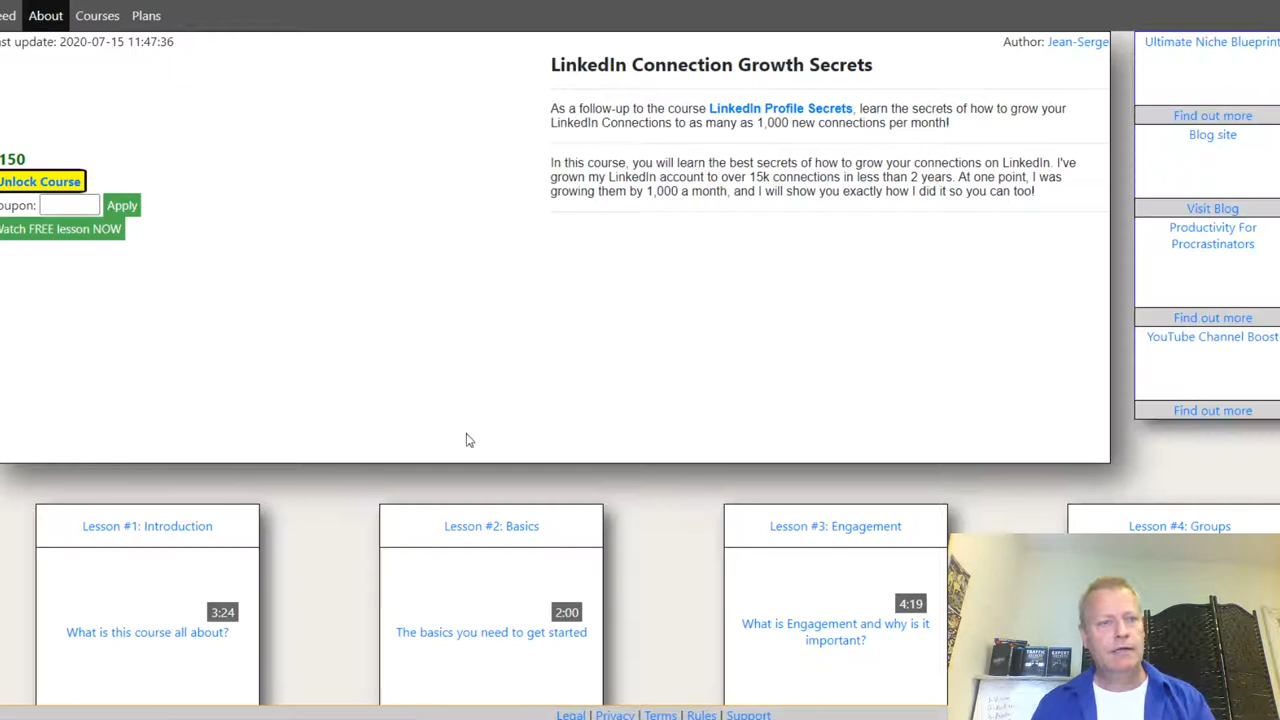 eed About Courses Plans
ast update: 2020-07-15 11:47:36
Author: Jean-Serge
LinkedIn Connection Growth Secrets
As a follow-up to the course LinkedIn Profile Secrets, learn the secrets of how to grow your
LinkedIn Connections to as many as 1,000 new connections per month!
In this course, you will learn the best secrets of how to grow your connections on LinkedIn. I've
grown my LinkedIn account to over 15k connections in less than 2 years. At one point, I was
growing them by 1,000 a month, and I will show you exactly how I did it so you can too!
150
Unlock Course
oupon: Apply
Watch FREE lesson NOW
Ultimate Niche Blueprint
Find out more
Blog site
Visit Blog
Productivity For
Procrastinators
Find out more
YouTube Channel Boost
Find out more
Lesson #1: Introduction
3:24
What is this course all about?
Lesson #2: Basics
2:00
The basics you need to get started
Lesson #3: Engagement
4:19
What is Engagement and why is it
important?
Lesson #4: Groups
TRAFFIC
EXPERT
Legal | Privacy | Terms | Rules | Support